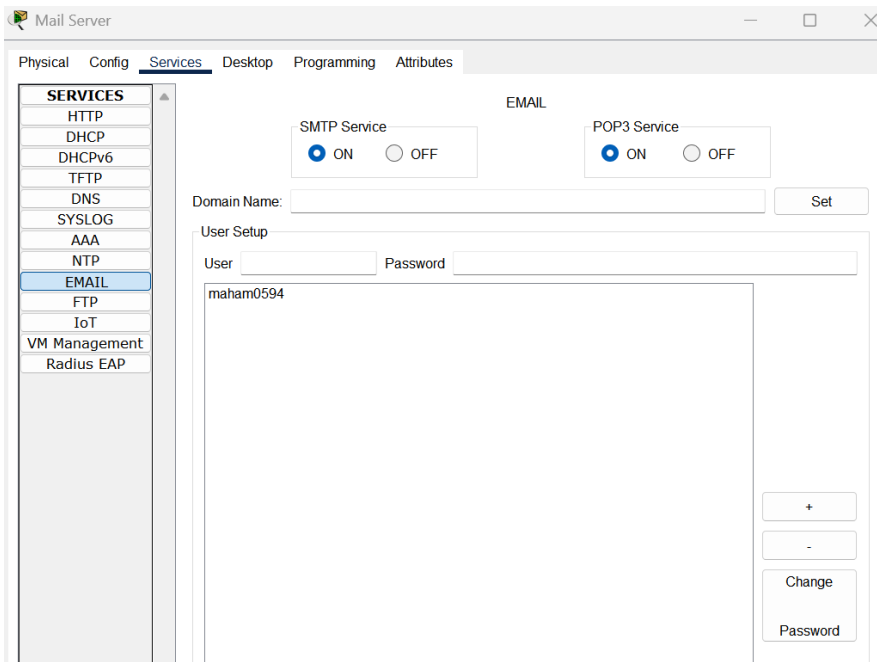 Mail Server
Physical Config Services Desktop Programming Attributes
SERVICES
HTTP
DHCP
DHCPv6
TFTP
DNS
SYSLOG
AAA
NTP
EMAIL
FTP
IoT
VM Management
Radius EAP
EMAIL
SMTP Service
ON OFF
POP3 Service
ON OFF
Domain Name:
Set
User Setup
User Password
maham0594
+
-
Change
Password